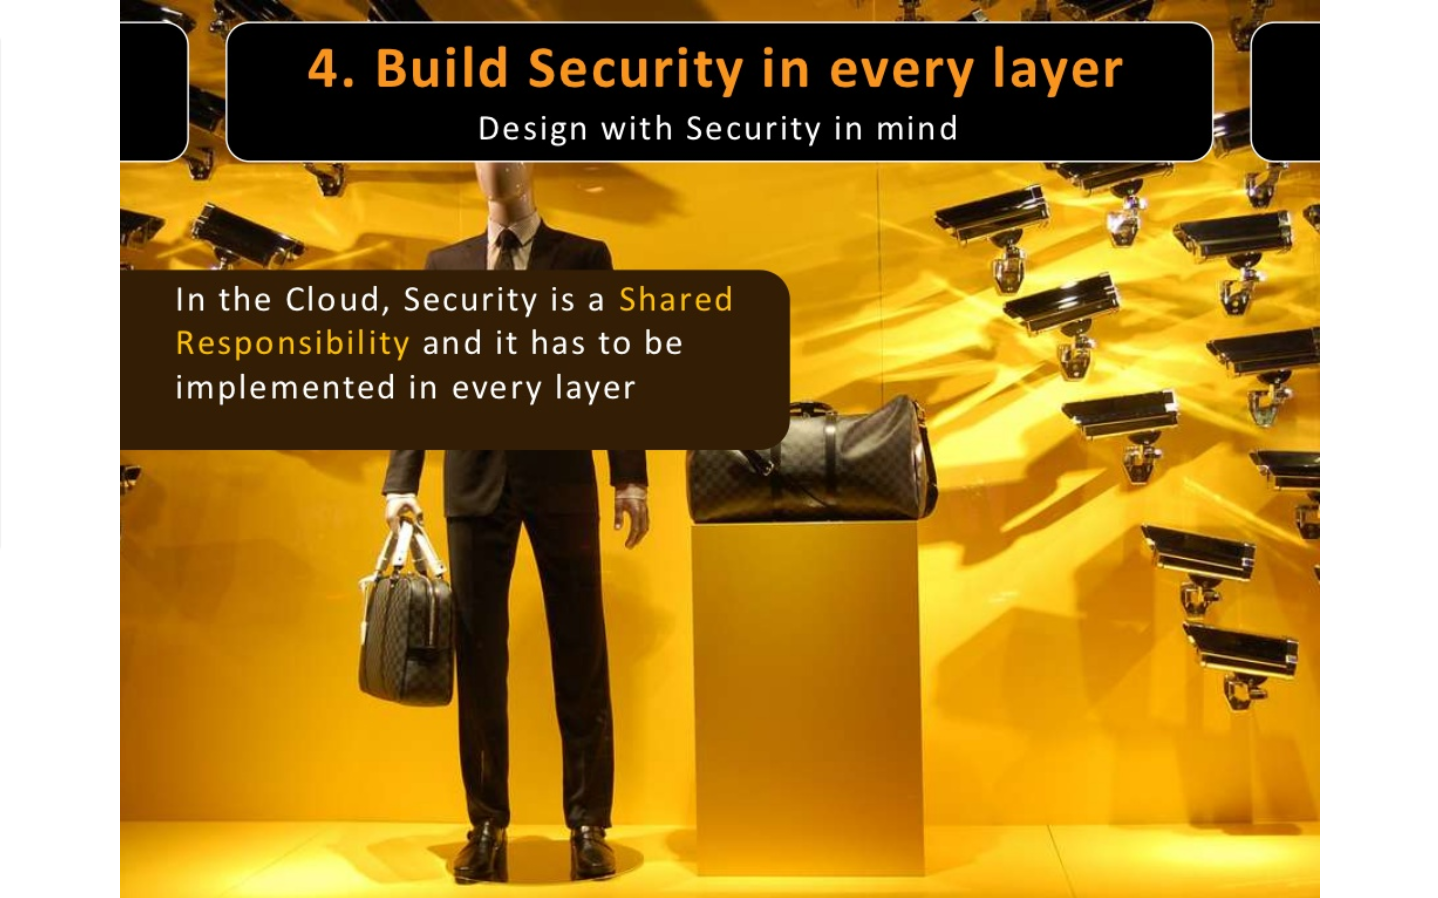 4. Build Security in every layer
Design with Security in mind
In the Cloud, Security is a Shared
Responsibility and it has to be
implemented in every layer